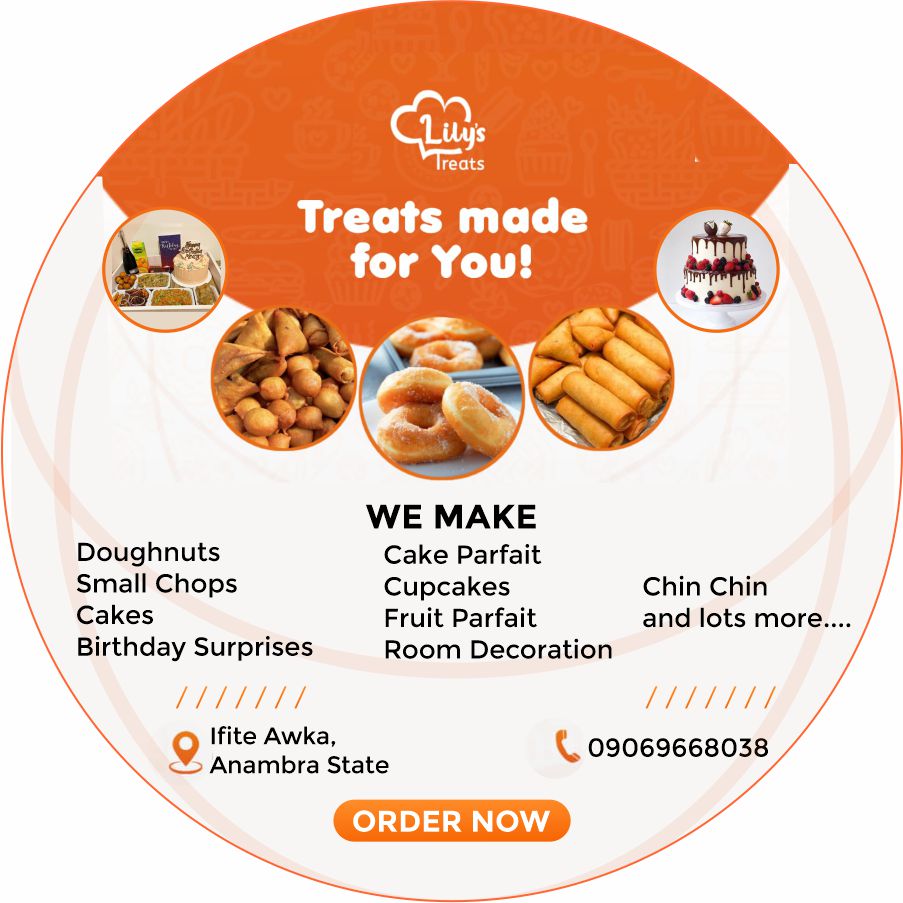 Lily's
Treats
Treats made
for You!
WE MAKE
Doughnuts
Small Chops
Cakes
Birthday Surprises
Cake Parfait
Cupcakes
Fruit Parfait
Room Decoration
Chin Chin
and lots more....
Ifite Awka,
Anambra State
09069668038
ORDER NOW